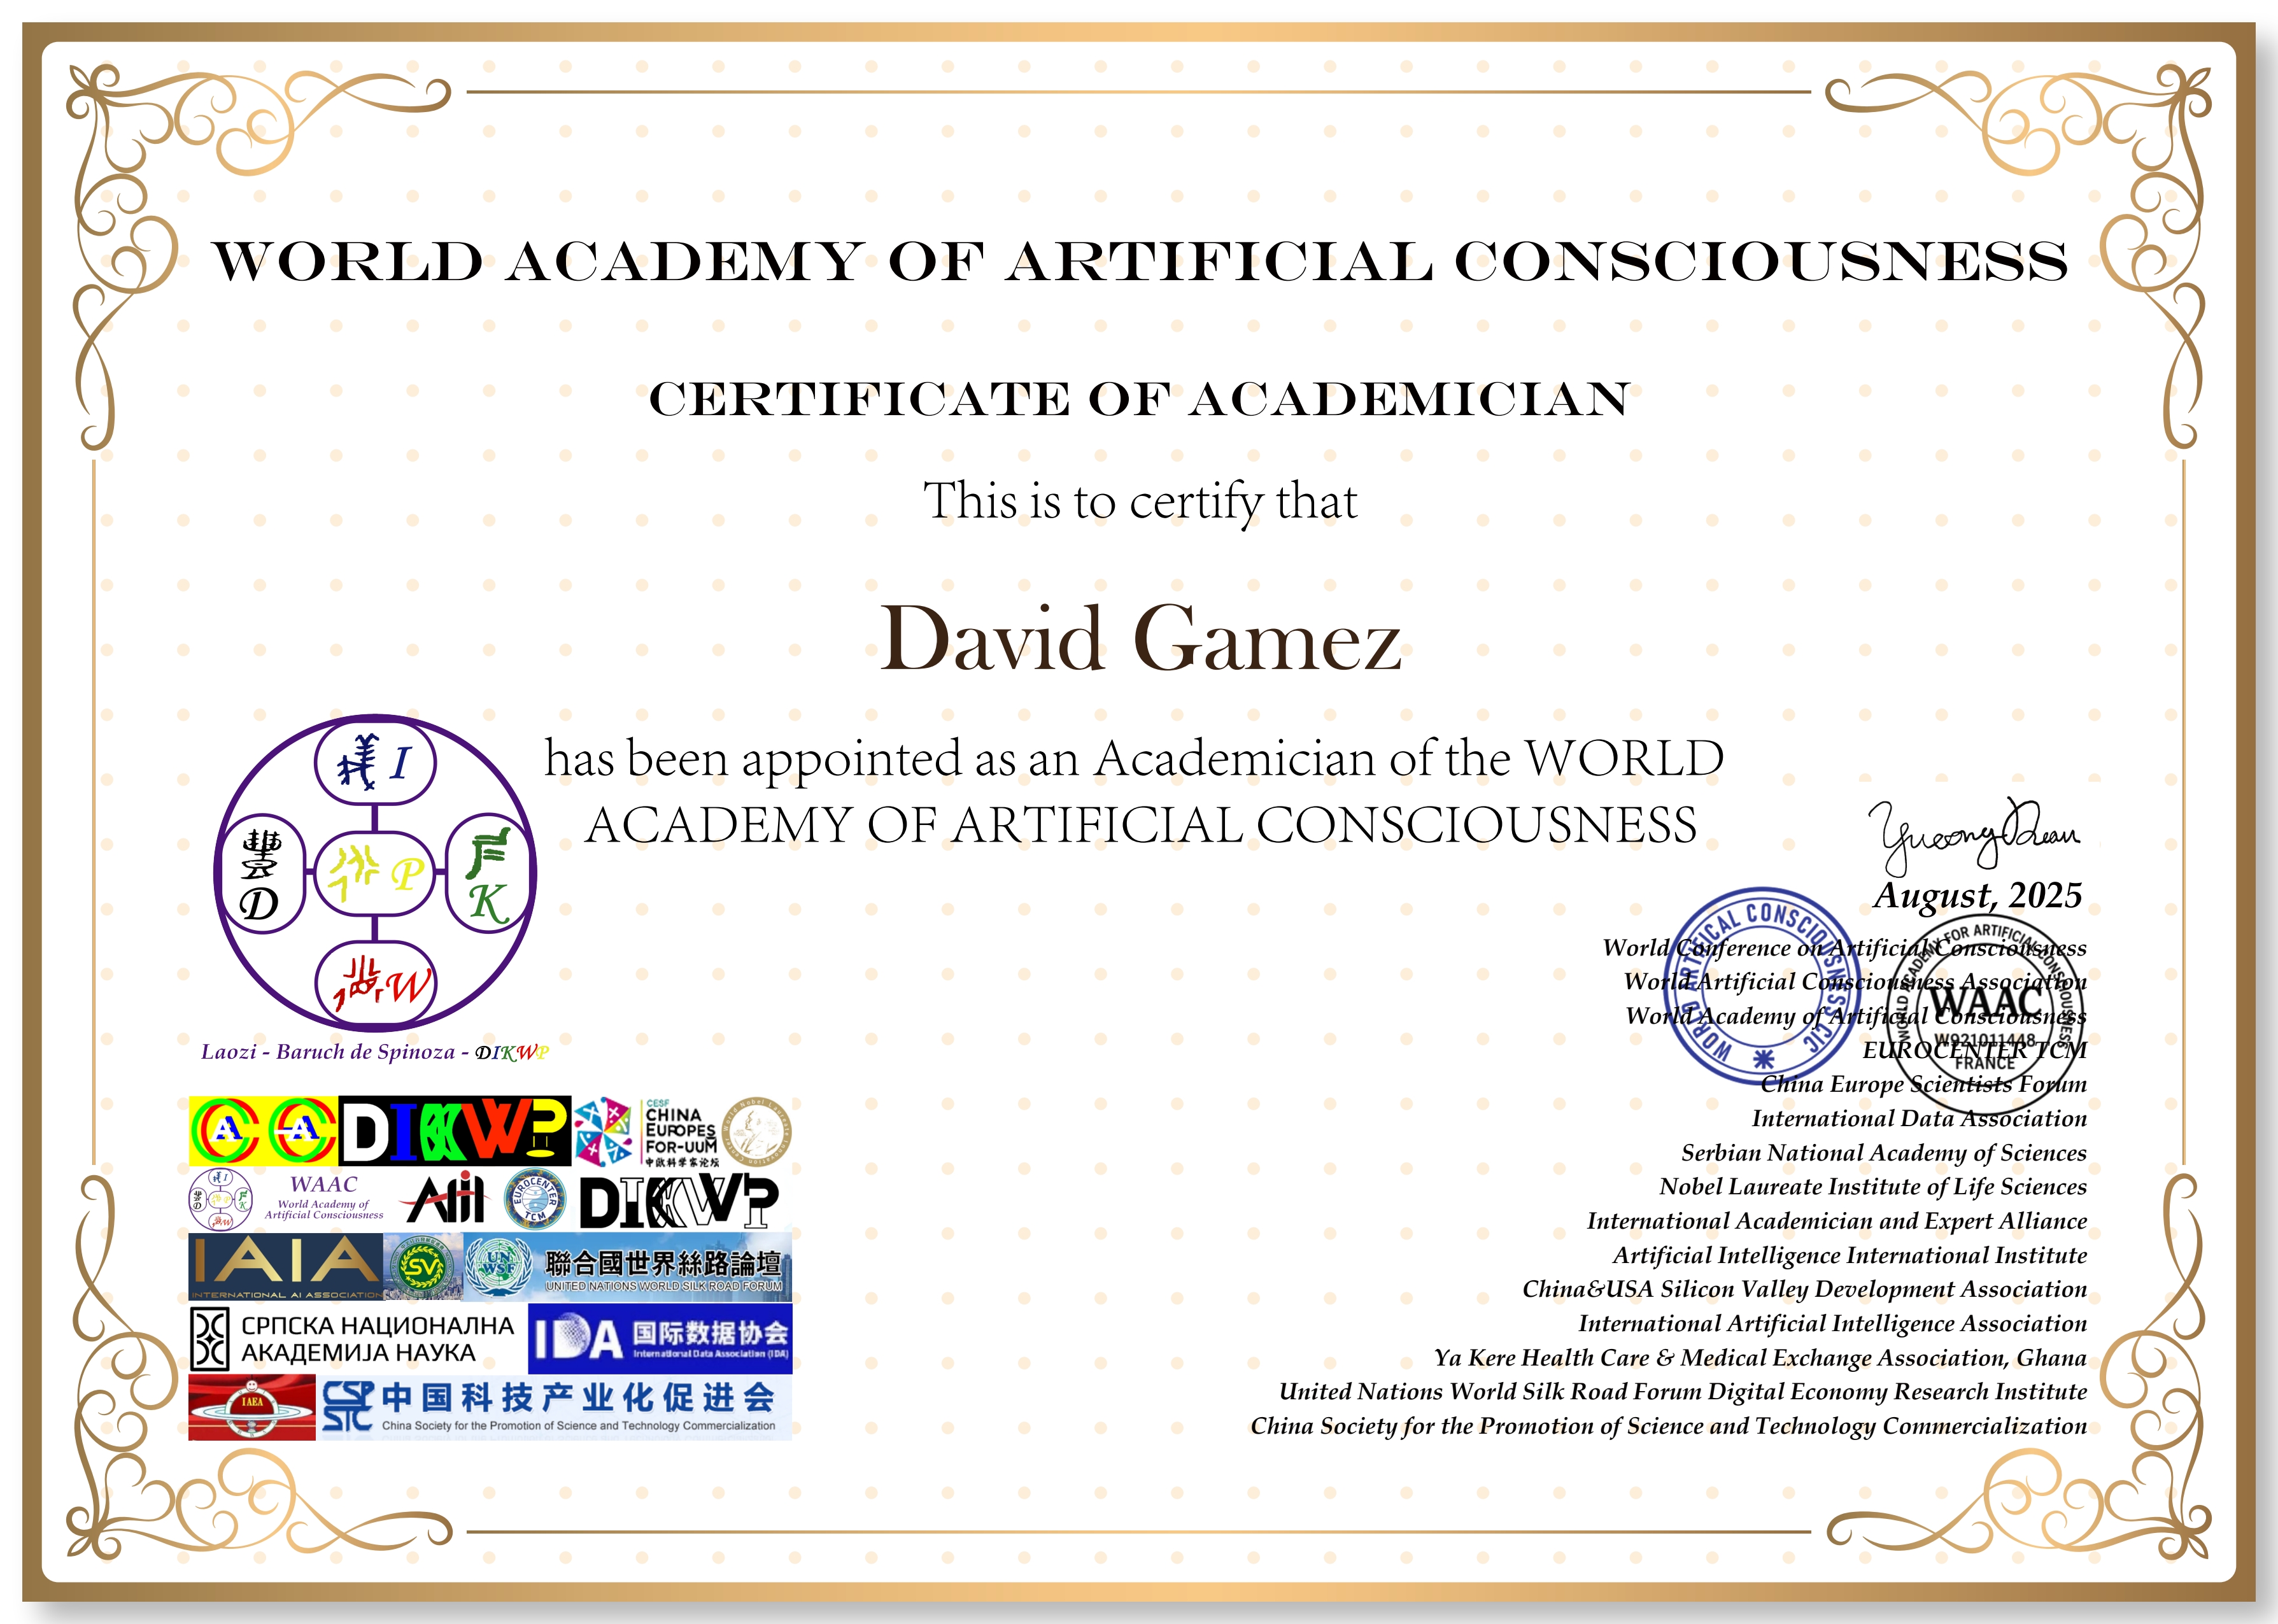 WORLD ACADEMY OF ARTIFICIAL CONSCIOUSNESS
CERTIFICATE OF ACADEMICIAN
This is to certify that
David Gamez
has been appointed as an Academician of the WORLD
ACADEMY OF ARTIFICIAL CONSCIOUSNESS
I
D
P
K
W
Laozi - Baruch de Spinoza - DIKWP
August, 2025
World Conference on Artificial Consciousness
World Artificial Consciousness Association
World Academy of Artificial Consciousness
EUROCENTER TCM
China Europe Scientists Forum
International Data Association
Serbian National Academy of Sciences
Nobel Laureate Institute of Life Sciences
International Academician and Expert Alliance
Artificial Intelligence International Institute
China&USA Silicon Valley Development Association
International Artificial Intelligence Association
Ya Kere Health Care & Medical Exchange Association, Ghana
United Nations World Silk Road Forum Digital Economy Research Institute
China Society for the Promotion of Science and Technology Commercialization
WORLD ARTIFICAL CONSCIOUSNESS CIC
WORLD ACADEMY FOR ARTIFICIAL CONSCIOUSNESS
WAAC
W921011448
FRANCE
DIKWP
CESF
CHINA
EUROPES
FOR-UUM
中欧科学家论坛
WAAC
World Academy of
Artificial Consciousness
AIII
EUROCENTER
TCM
DIKWP
IAIA
INTERNATIONAL AI ASSOCIATION
SV
UN
WSF
聯合國世界絲路論壇
UNITED NATIONS WORLD SILK ROAD FORUM
СРПСКА НАЦИОНАЛНА
АКАДЕМИЈА НАУКА
IDA 国际数据协会
International Data Association (IDA)
IAEA
CSP
STC
中国科技产业化促进会
China Society for the Promotion of Science and Technology Commercialization